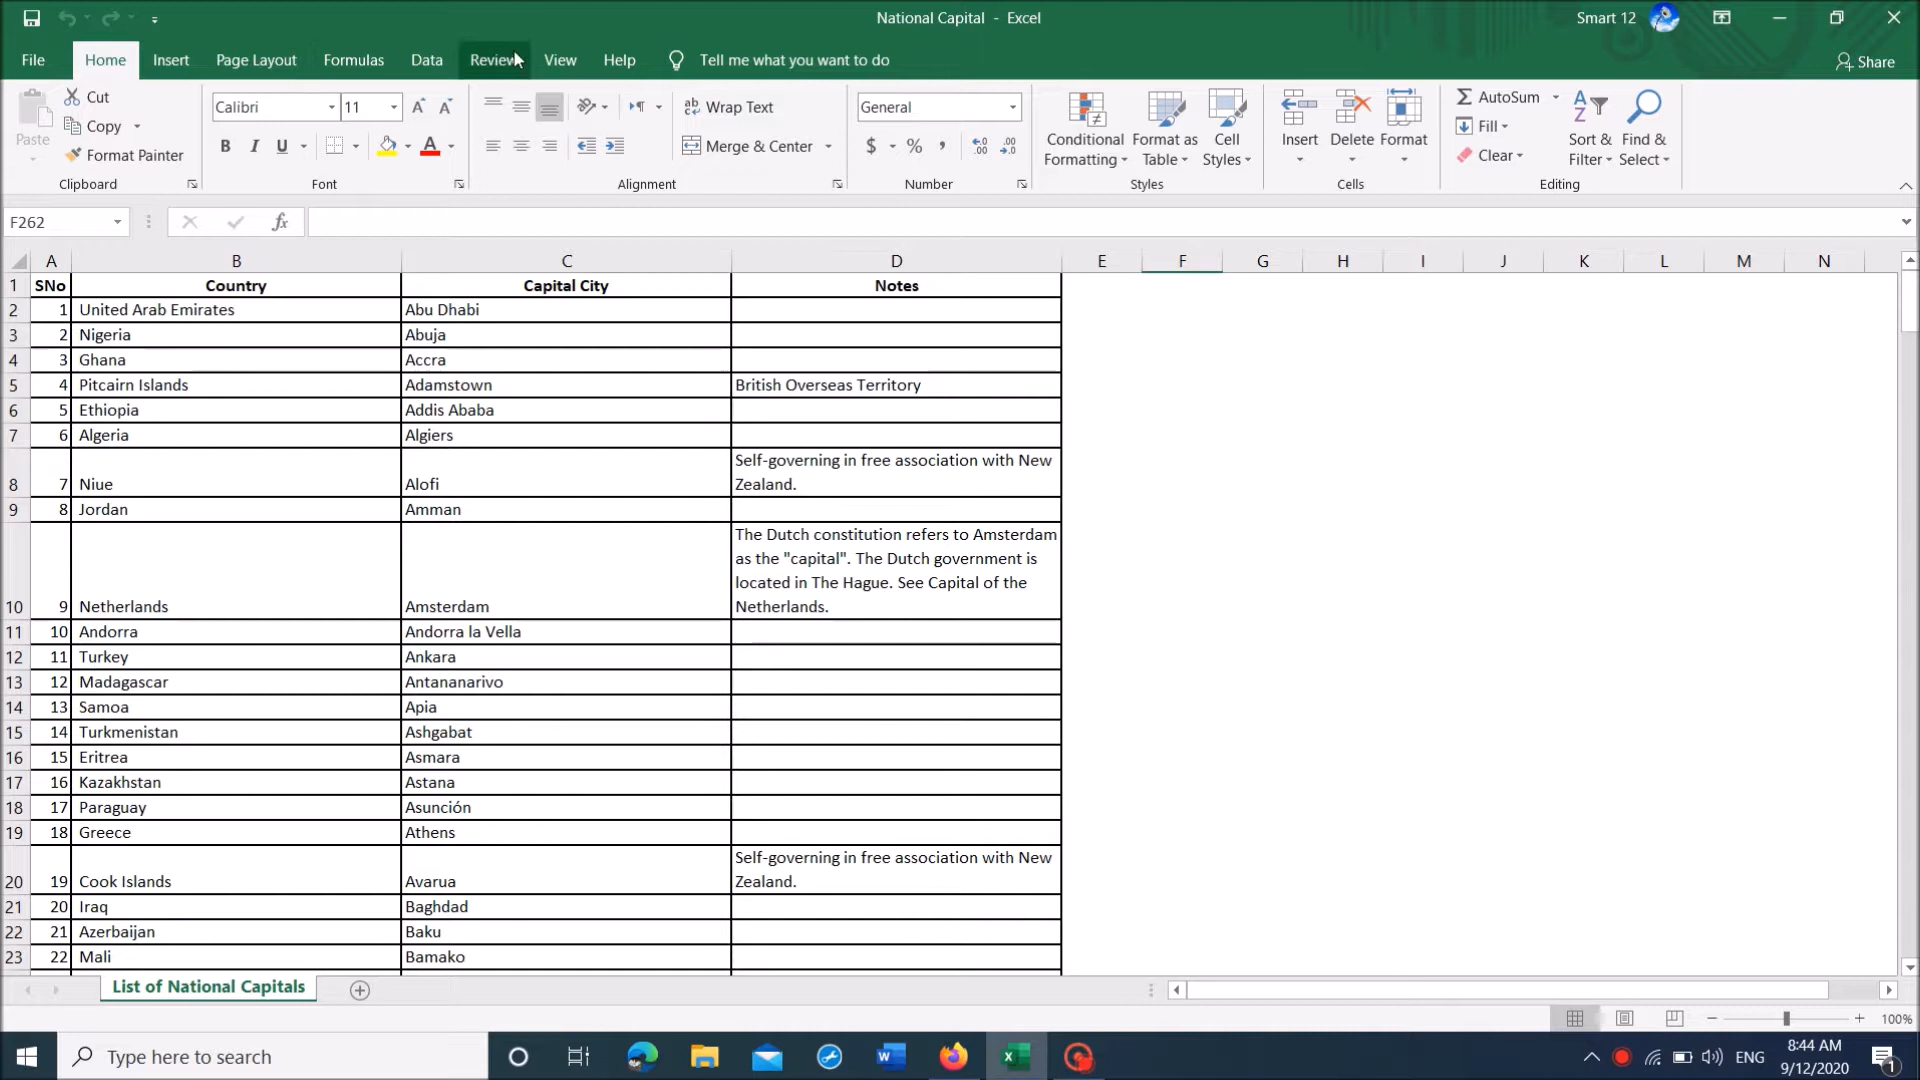 National Capital - Excel
Smart 12
File Home Insert Page Layout Formulas Data Review View Help Tell me what you want to do
Share
Paste
Cut
Copy
Format Painter
Clipboard
Calibri 11
B I U A
Font
Wrap Text
Merge & Center
Alignment
General
$ % ,
Number
Conditional Formatting
Format as Table
Cell Styles
Styles
Insert Delete Format
Cells
AutoSum
Fill
Clear
Sort & Filter
Find & Select
Editing
F262
fx
A B C D E F G H I J K L M N
1 SNo Country Capital City Notes
2 1 United Arab Emirates Abu Dhabi
3 2 Nigeria Abuja
4 3 Ghana Accra
5 4 Pitcairn Islands Adamstown British Overseas Territory
6 5 Ethiopia Addis Ababa
7 6 Algeria Algiers
Self-governing in free association with New
8 7 Niue Alofi Zealand.
9 8 Jordan Amman
The Dutch constitution refers to Amsterdam
as the "capital". The Dutch government is
located in The Hague. See Capital of the
10 9 Netherlands Amsterdam Netherlands.
11 10 Andorra Andorra la Vella
12 11 Turkey Ankara
13 12 Madagascar Antananarivo
14 13 Samoa Apia
15 14 Turkmenistan Ashgabat
16 15 Eritrea Asmara
17 16 Kazakhstan Astana
18 17 Paraguay Asunción
19 18 Greece Athens
Self-governing in free association with New
20 19 Cook Islands Avarua Zealand.
21 20 Iraq Baghdad
22 21 Azerbaijan Baku
23 22 Mali Bamako
List of National Capitals
100%
Type here to search
ENG
8:44 AM
9/12/2020
1